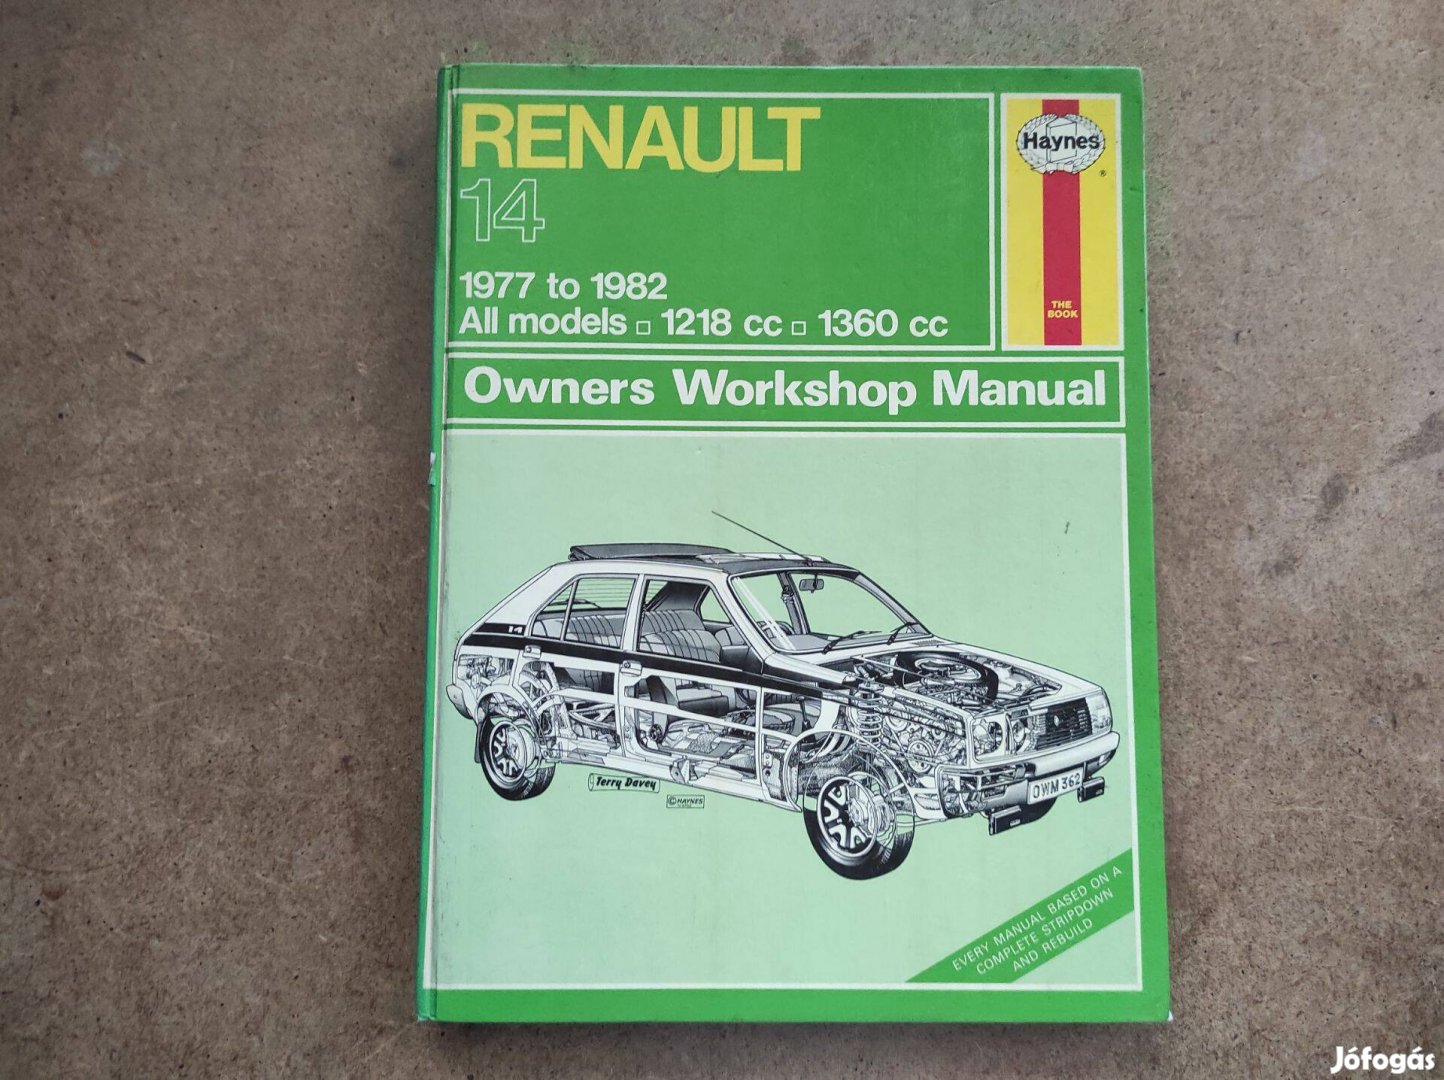 RENAULT
14
1977 to 1982
All models □ 1218 cc □ 1360 cc
Haynes
®
THE
BOOK
Owners Workshop Manual
14
OWM 362
Terry Davey
© HAYNES
EVERY MANUAL BASED ON A
COMPLETE STRIPDOWN
AND REBUILD
Jófogás